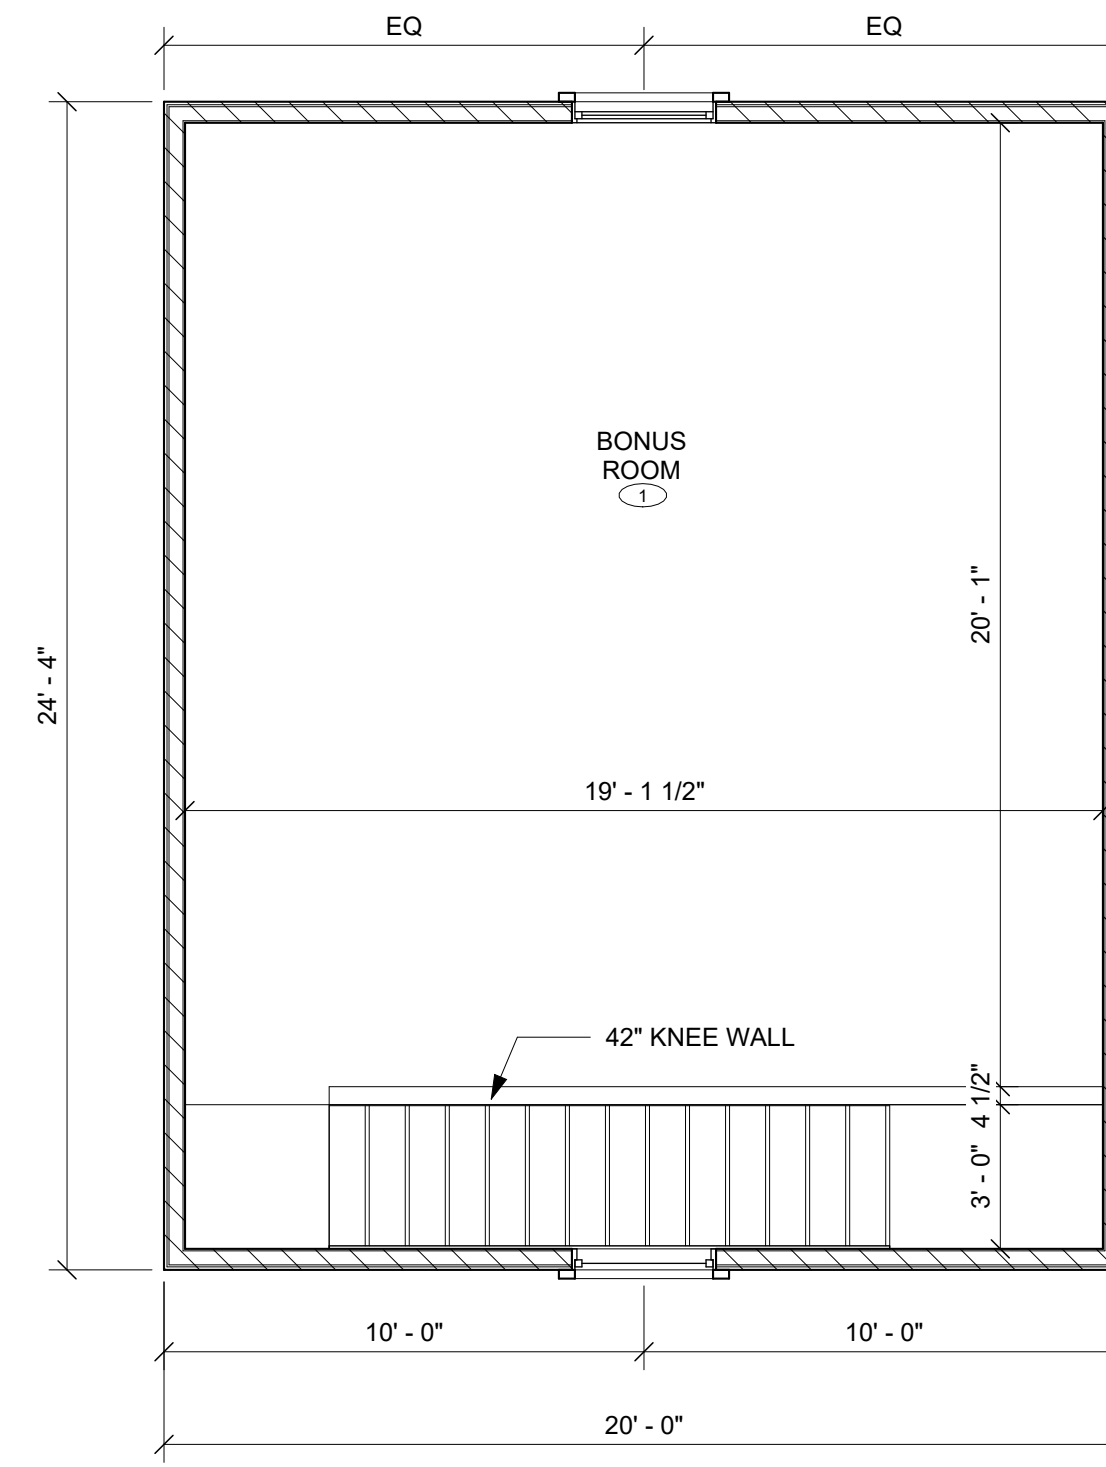 EQ
EQ
BONUS
ROOM
1
20' - 1"
24' - 4"
19' - 1 1/2"
42" KNEE WALL
4 1/2"
3' - 0"
10' - 0"
10' - 0"
20' - 0"